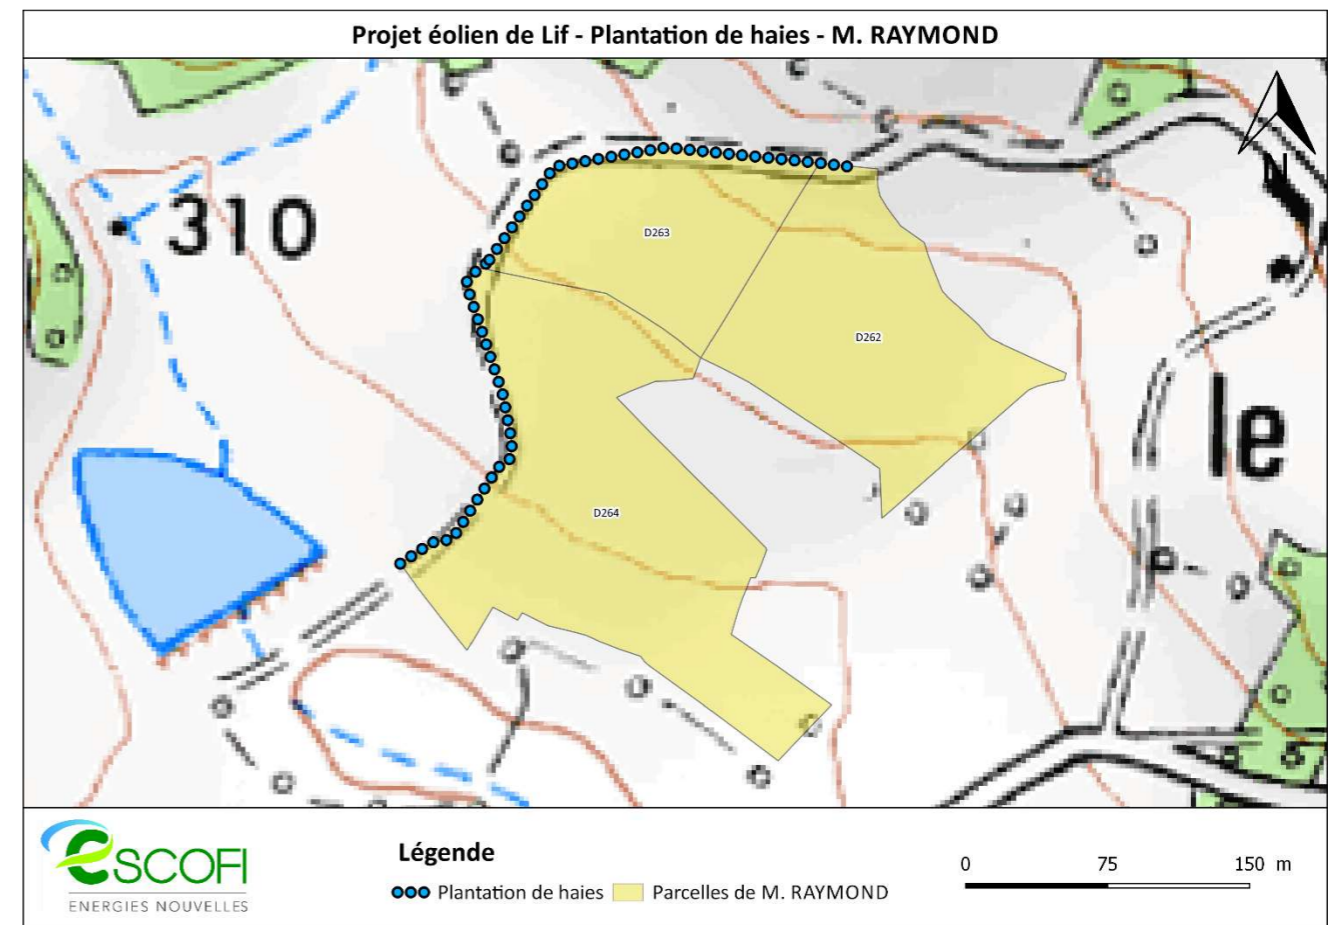 Projet éolien de Lif - Plantation de haies - M. RAYMOND
310
D263
D262
le
D264
N
ESCOFI
ENERGIES NOUVELLES
Légende
Plantation de haies
Parcelles de M. RAYMOND
0 75 150 m